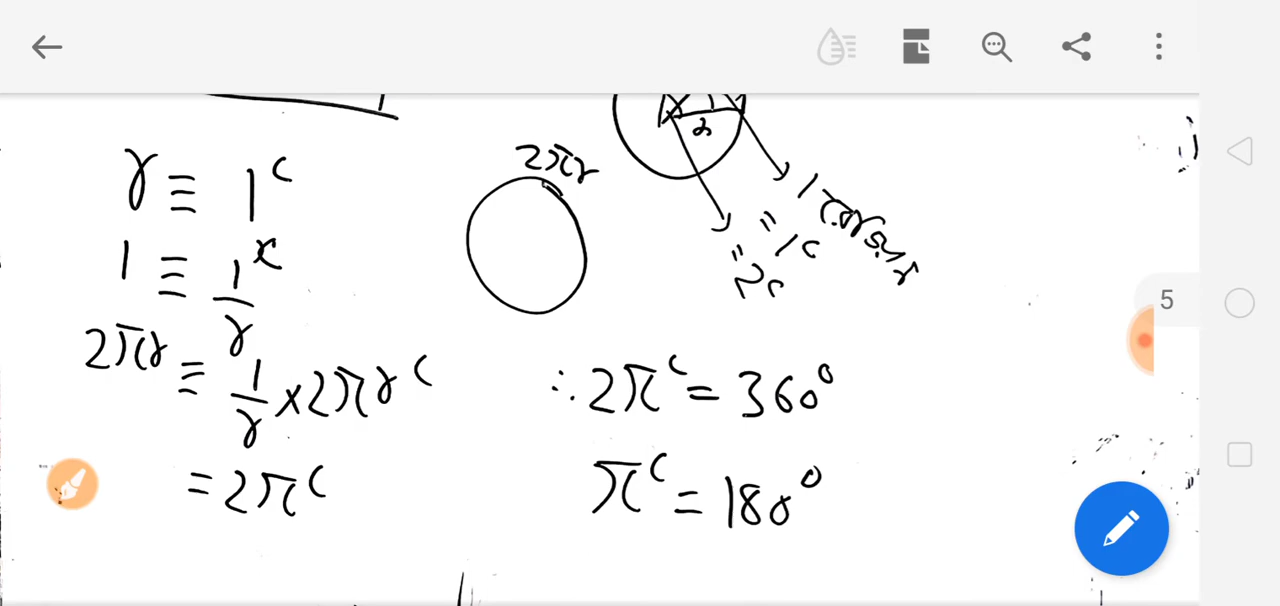 r ≡ 1ᶜ
1 ≡ 1/r ᶜ
2πr ≡ 1/r × 2πr ᶜ
= 2πᶜ
2πr
r
= 1ᶜ
= 2ᶜ
∴ 2πᶜ = 360°
πᶜ = 180°
5